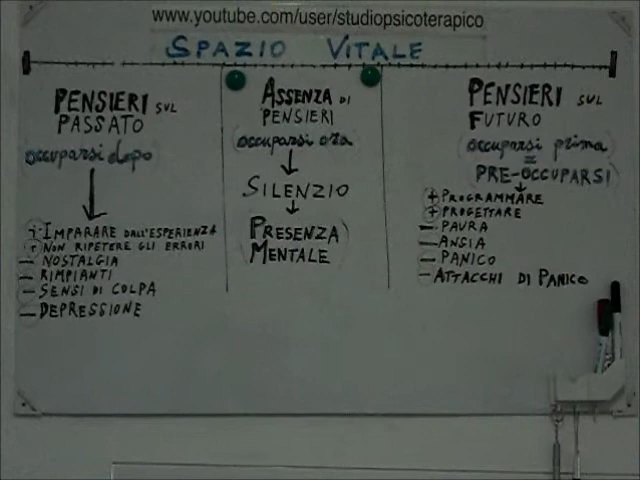 www.youtube.com/user/studiopsicoterapico
SPAZIO VITALE
PENSIERI SUL
PASSATO
(occuparsi dopo)
IMPARARE DALL'ESPERIENZA
+ NON RIPETERE GLI ERRORI
- NOSTALGIA
- RIMPIANTI
- SENSI DI COLPA
- DEPRESSIONE
ASSENZA DI
PENSIERI
(occuparsi ora)
SILENZIO
PRESENZA
MENTALE
PENSIERI SUL
FUTURO
(occuparsi prima)
=
PRE-OCCUPARSI
+ PROGRAMMARE
+ PROGETTARE
- PAURA
- ANSIA
- PANICO
- ATTACCHI DI PANICO